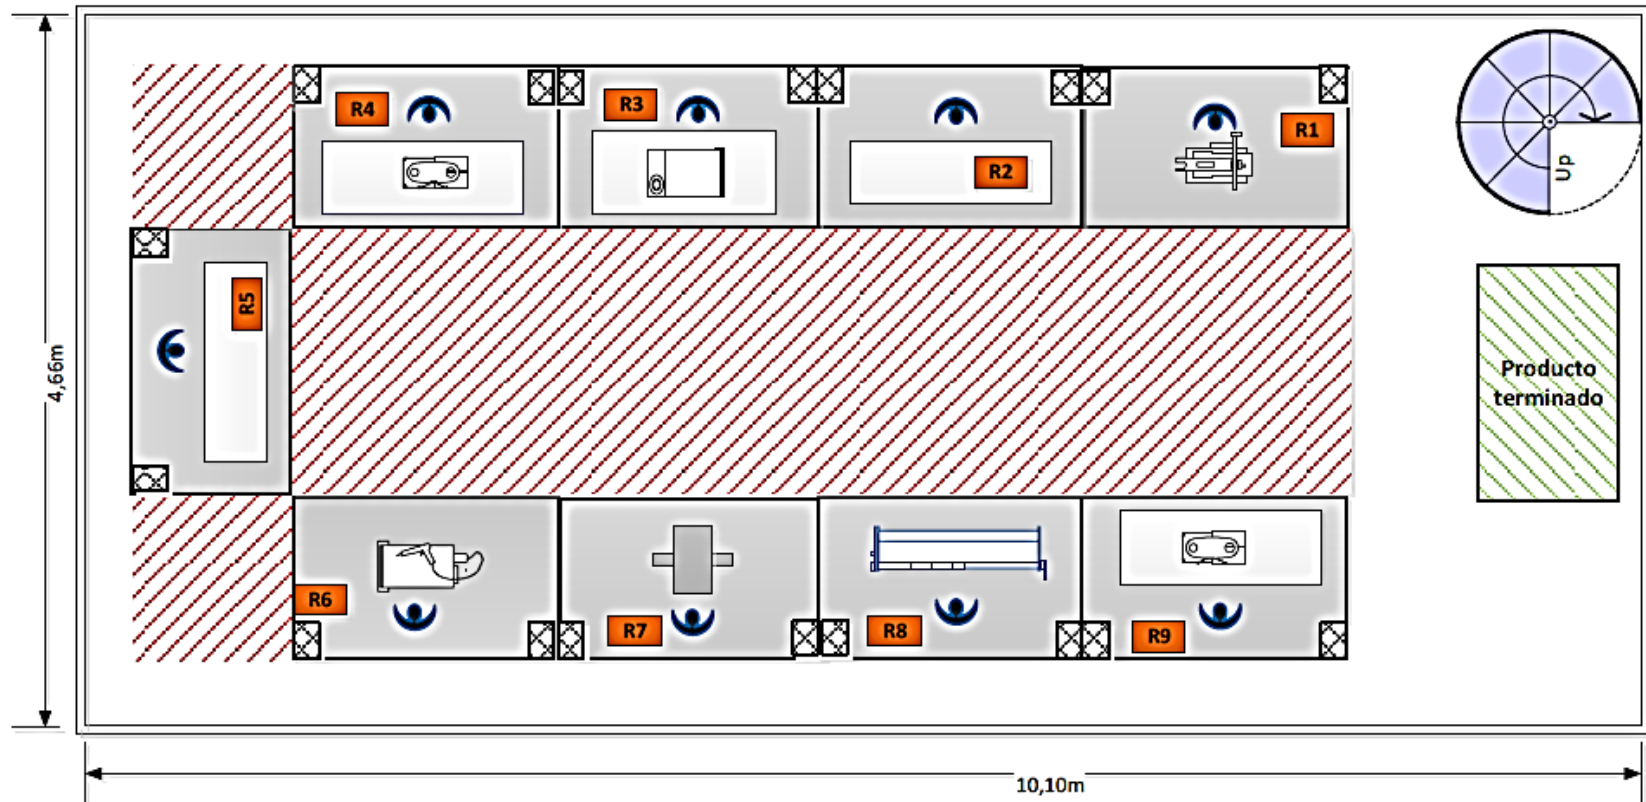 R4
R3
R2
R1
Up
R5
4,66m
Producto
terminado
R6
R7
R8
R9
10,10m